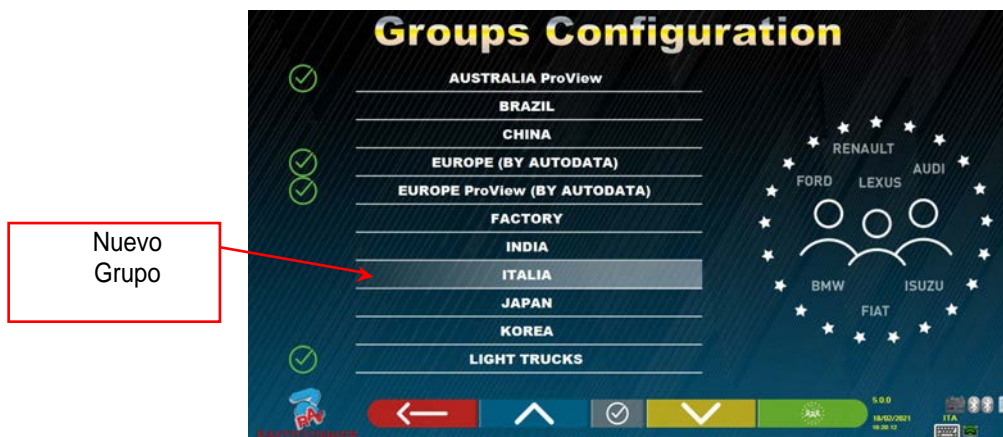 Groups Configuration
AUSTRALIA ProView
BRAZIL
CHINA
EUROPE (BY AUTODATA)
EUROPE ProView (BY AUTODATA)
FACTORY
INDIA
ITALIA
JAPAN
KOREA
LIGHT TRUCKS
Nuevo
Grupo
RENAULT
AUDI
FORD
LEXUS
BMW
ISUZU
FIAT
RAV
5.0.0
18/02/2021
ITA